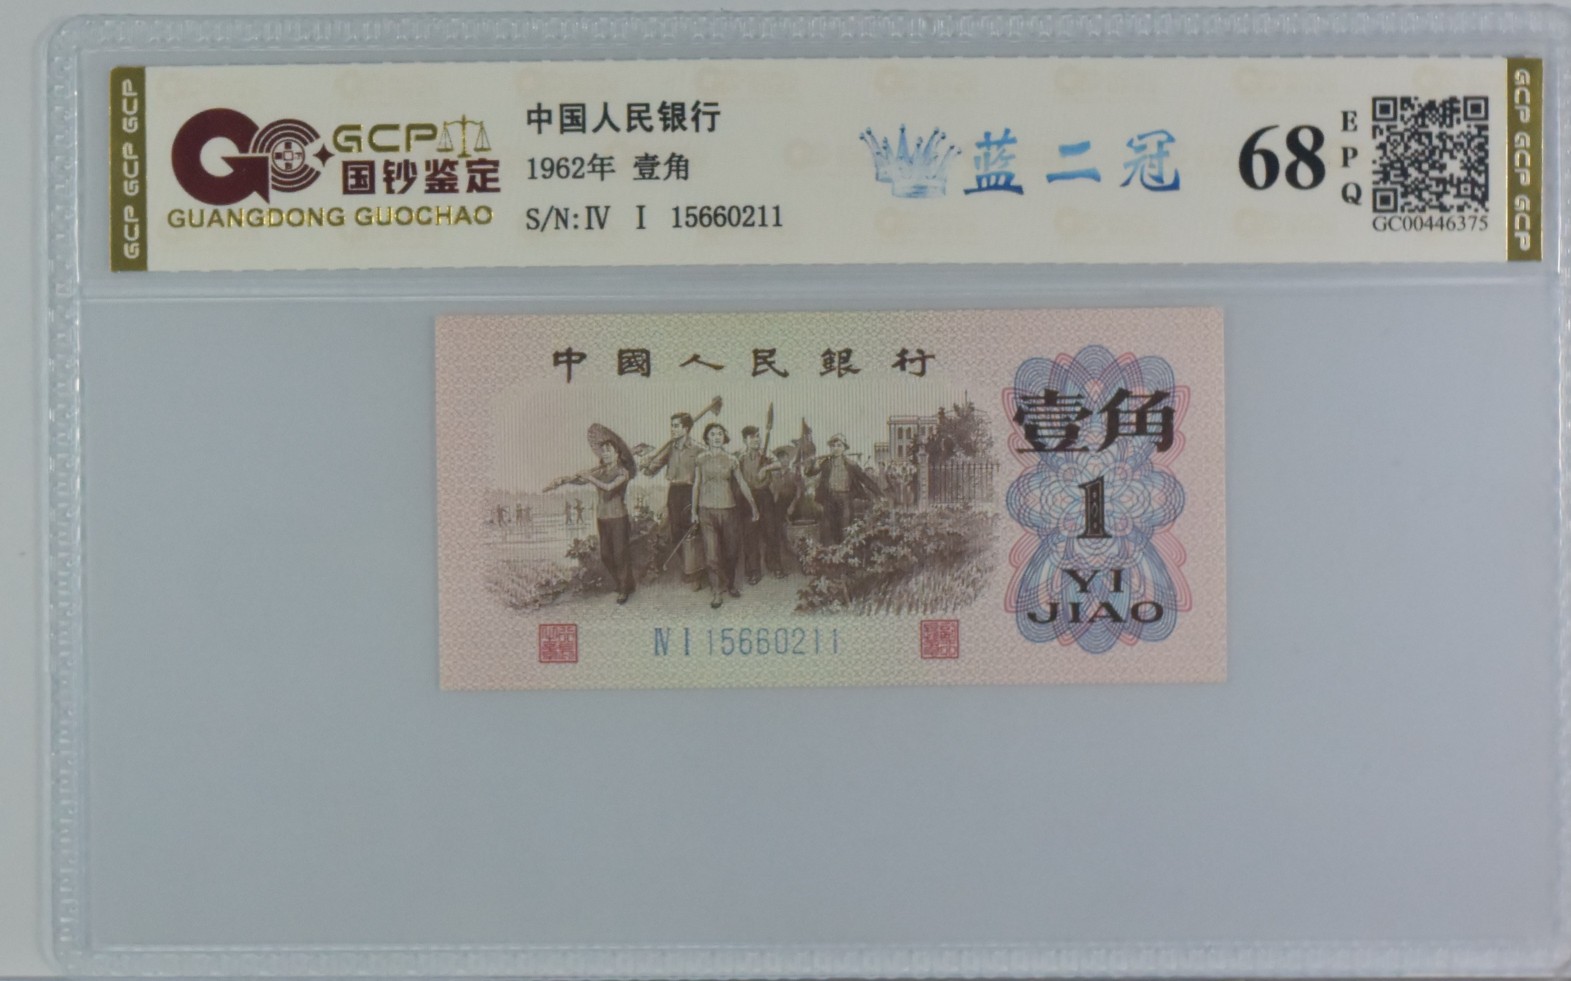 GCP GCP GCP
GCP
国钞鉴定
GUANGDONG GUOCHAO
中国人民银行
1962年 壹角
S/N:Ⅳ Ⅰ 15660211
蓝二冠
68
EPQ
GC00446375
GCP GCP GCP
中國人民銀行
壹角
1
YI
JIAO
Ⅳ Ⅰ 15660211